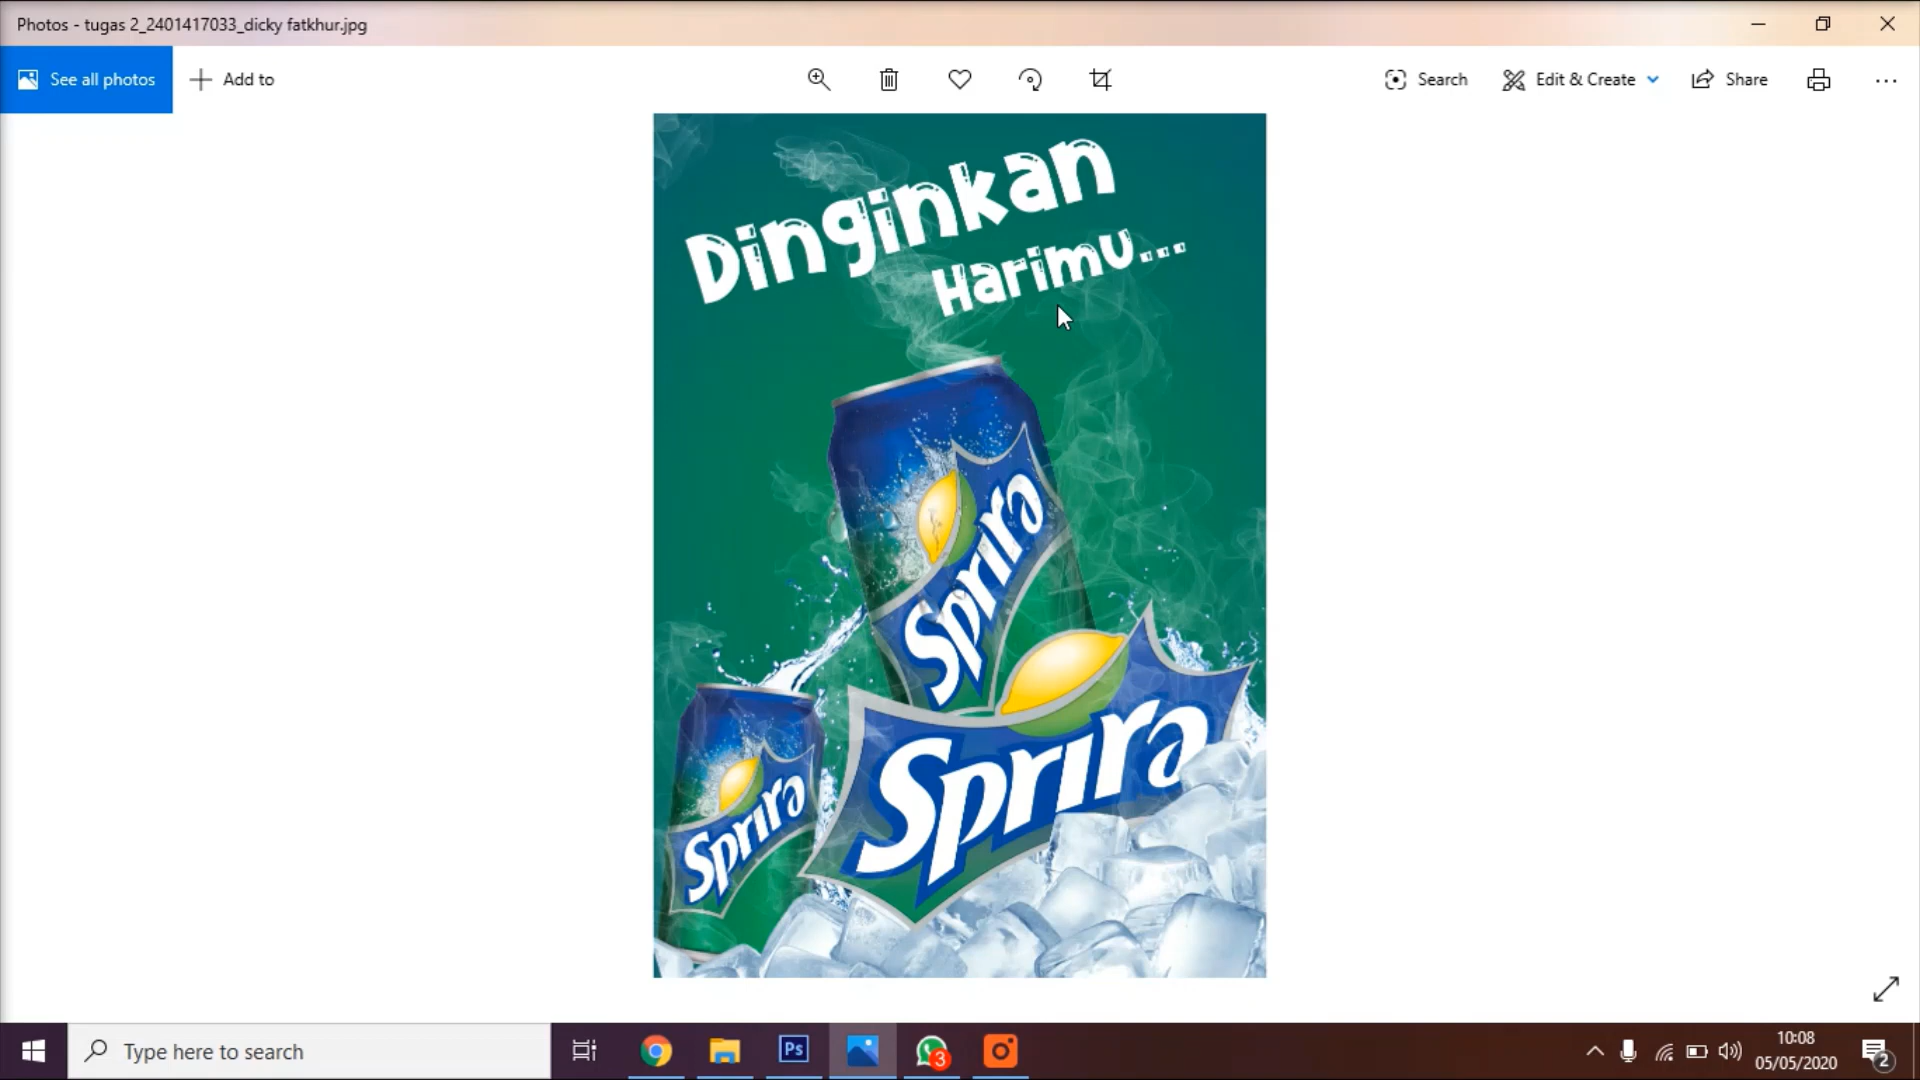 Photos - tugas 2_2401417033_dicky fatkhur.jpg
See all photos
Add to
Search
Edit & Create
Share
Dinginkan
Harimu...
Sprira
Sprira
Sprira
Type here to search
Ps
3
10:08
05/05/2020
2